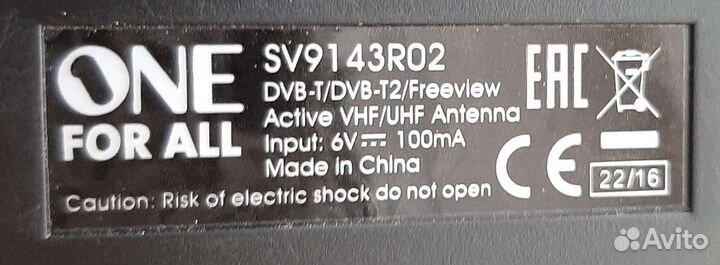 ONE
FOR ALL
SV9143R02
DVB-T/DVB-T2/Freeview
Active VHF/UHF Antenna
Input: 6V⎓ 100mA
Made in China
Caution: Risk of electric shock do not open
EAC
CE
22/16
Avito